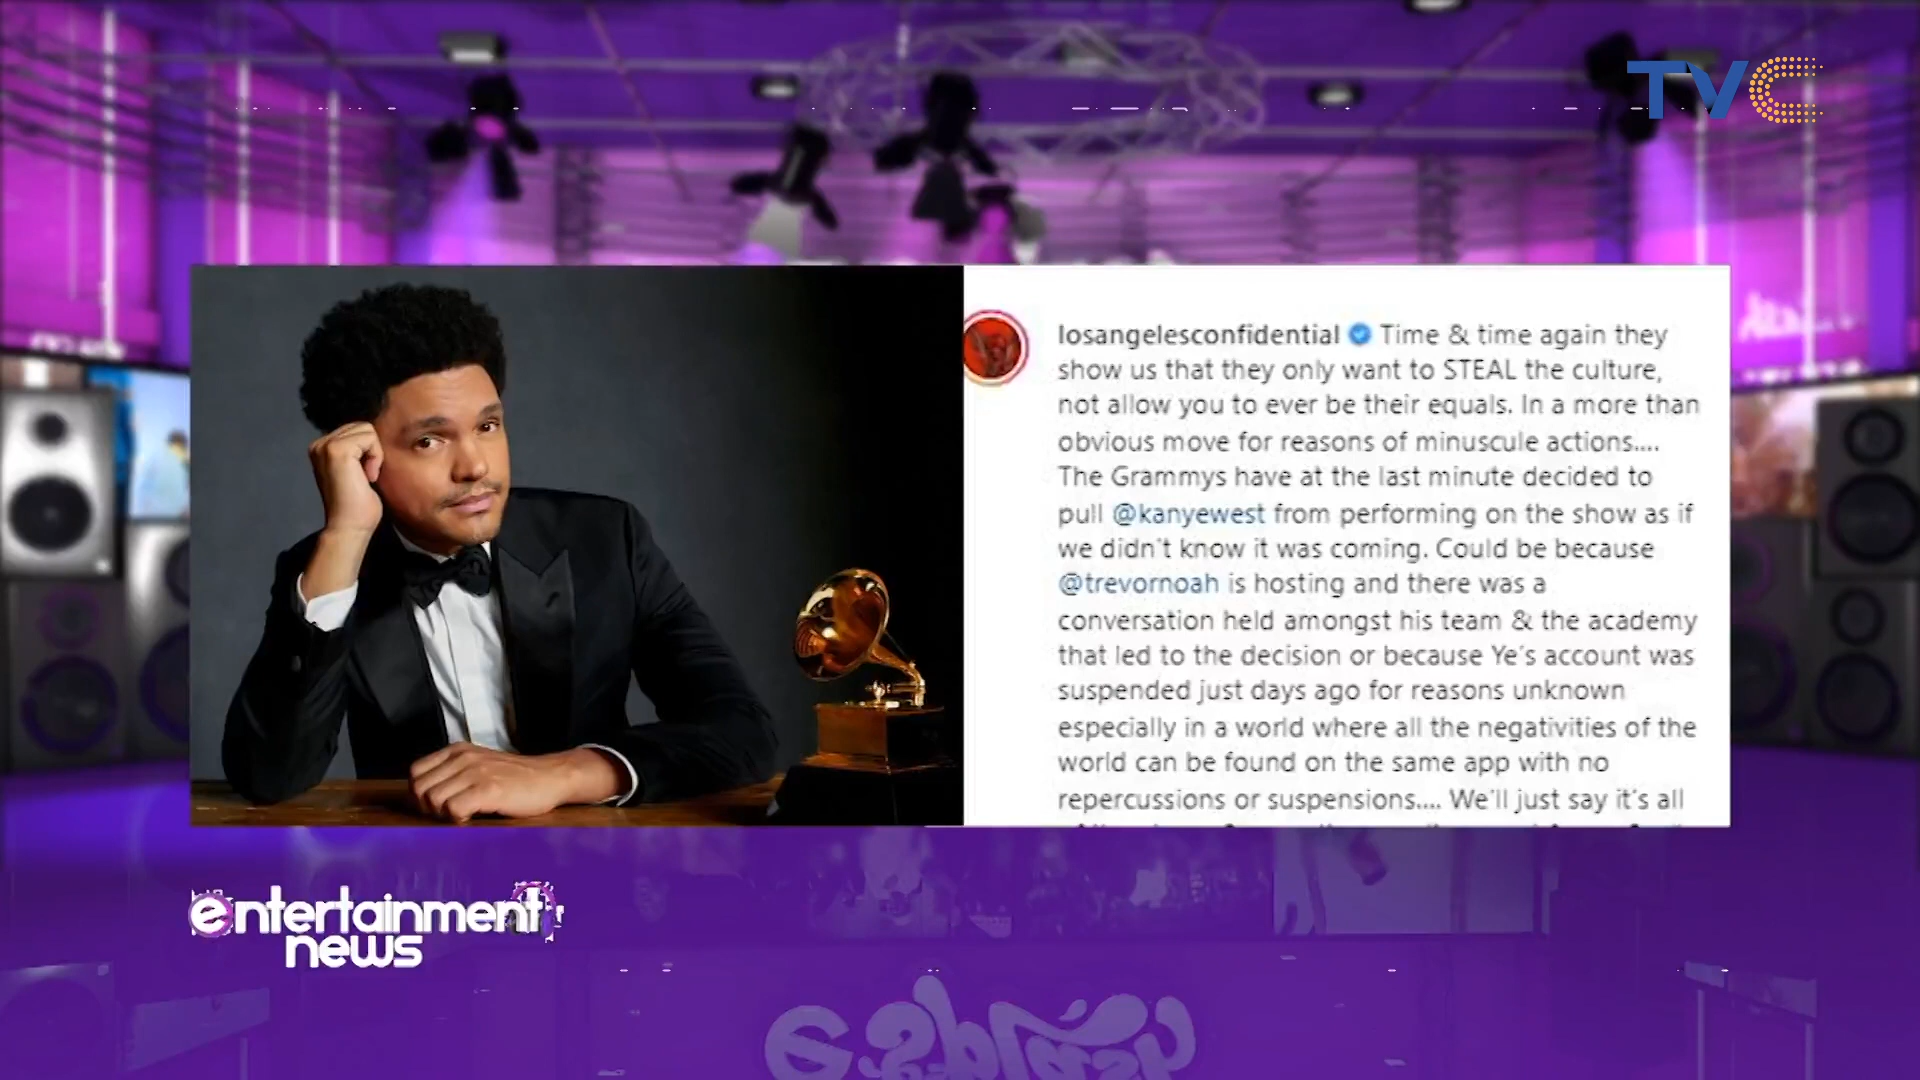 TVC
losangelesconfidential Time & time again they
show us that they only want to STEAL the culture,
not allow you to ever be their equals. In a more than
obvious move for reasons of minuscule actions....
The Grammys have at the last minute decided to
pull @kanyewest from performing on the show as if
we didn't know it was coming. Could be because
@trevornoah is hosting and there was a
conversation held amongst his team & the academy
that led to the decision or because Ye's account was
suspended just days ago for reasons unknown
especially in a world where all the negativities of the
world can be found on the same app with no
repercussions or suspensions.... We'll just say it's all
entertainment
news